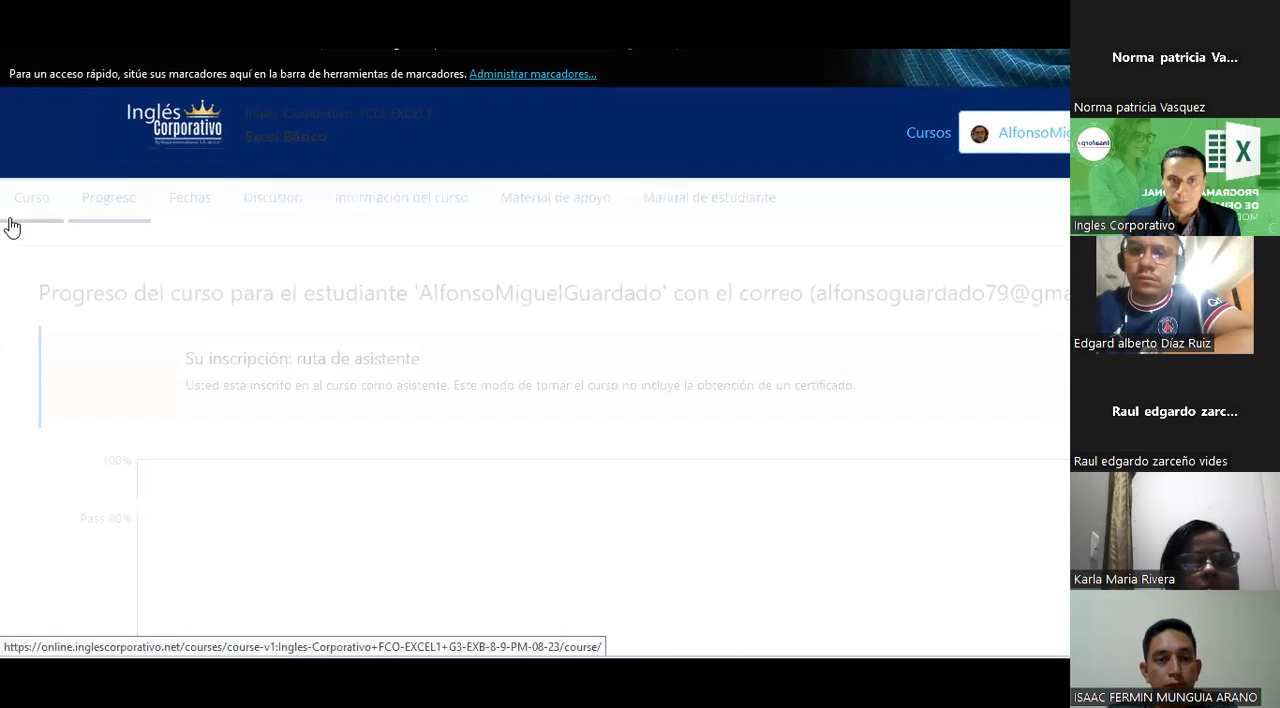 Para un acceso rápido, sitúe sus marcadores aquí en la barra de herramientas de marcadores. Administrar marcadores...
Inglés
Corporativo
Ingles-Corporativo: FCO-EXCEL1
Excel Básico
Cursos
AlfonsoMig
Curso
Progreso
Fechas
Discusión
Información del curso
Material de apoyo
Manual de estudiante
Progreso del curso para el estudiante 'AlfonsoMiguelGuardado' con el correo (alfonsoguardado79@gma
Su inscripción: ruta de asistente
Usted está inscrito en el curso como asistente. Este modo de tomar el curso no incluye la obtención de un certificado.
100%
Pass 80%
https://online.inglescorporativo.net/courses/course-v1:Ingles-Corporativo+FCO-EXCEL1+G3-EXB-8-9-PM-08-23/course/
Norma patricia Va...
Norma patricia Vasquez
X
PROGRAMA
DE OFI
Ingles Corporativo
Edgard alberto Díaz Ruiz
Raul edgardo zarc...
Raul edgardo zarceño vides
Karla Maria Rivera
ISAAC FERMIN MUNGUIA ARANO